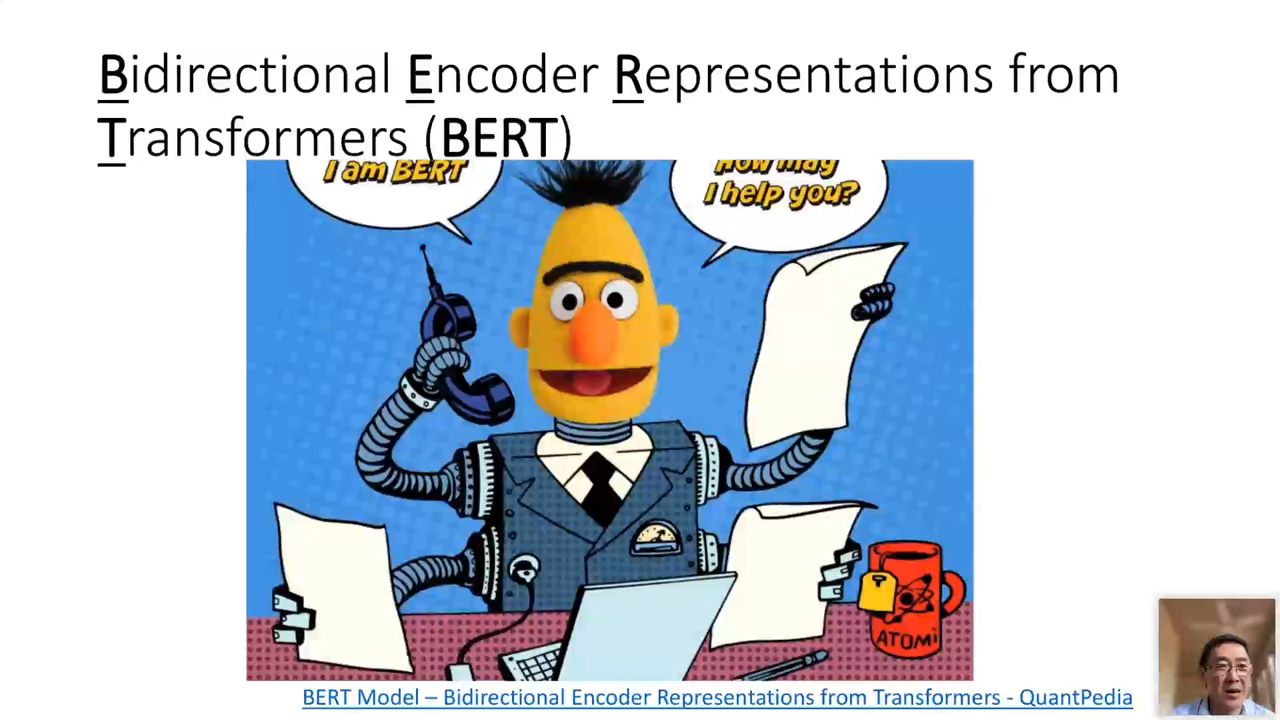 Bidirectional Encoder Representations from
Transformers (BERT)
I am BERT
How may
I help you?
ATOMi
BERT Model – Bidirectional Encoder Representations from Transformers - QuantPedia